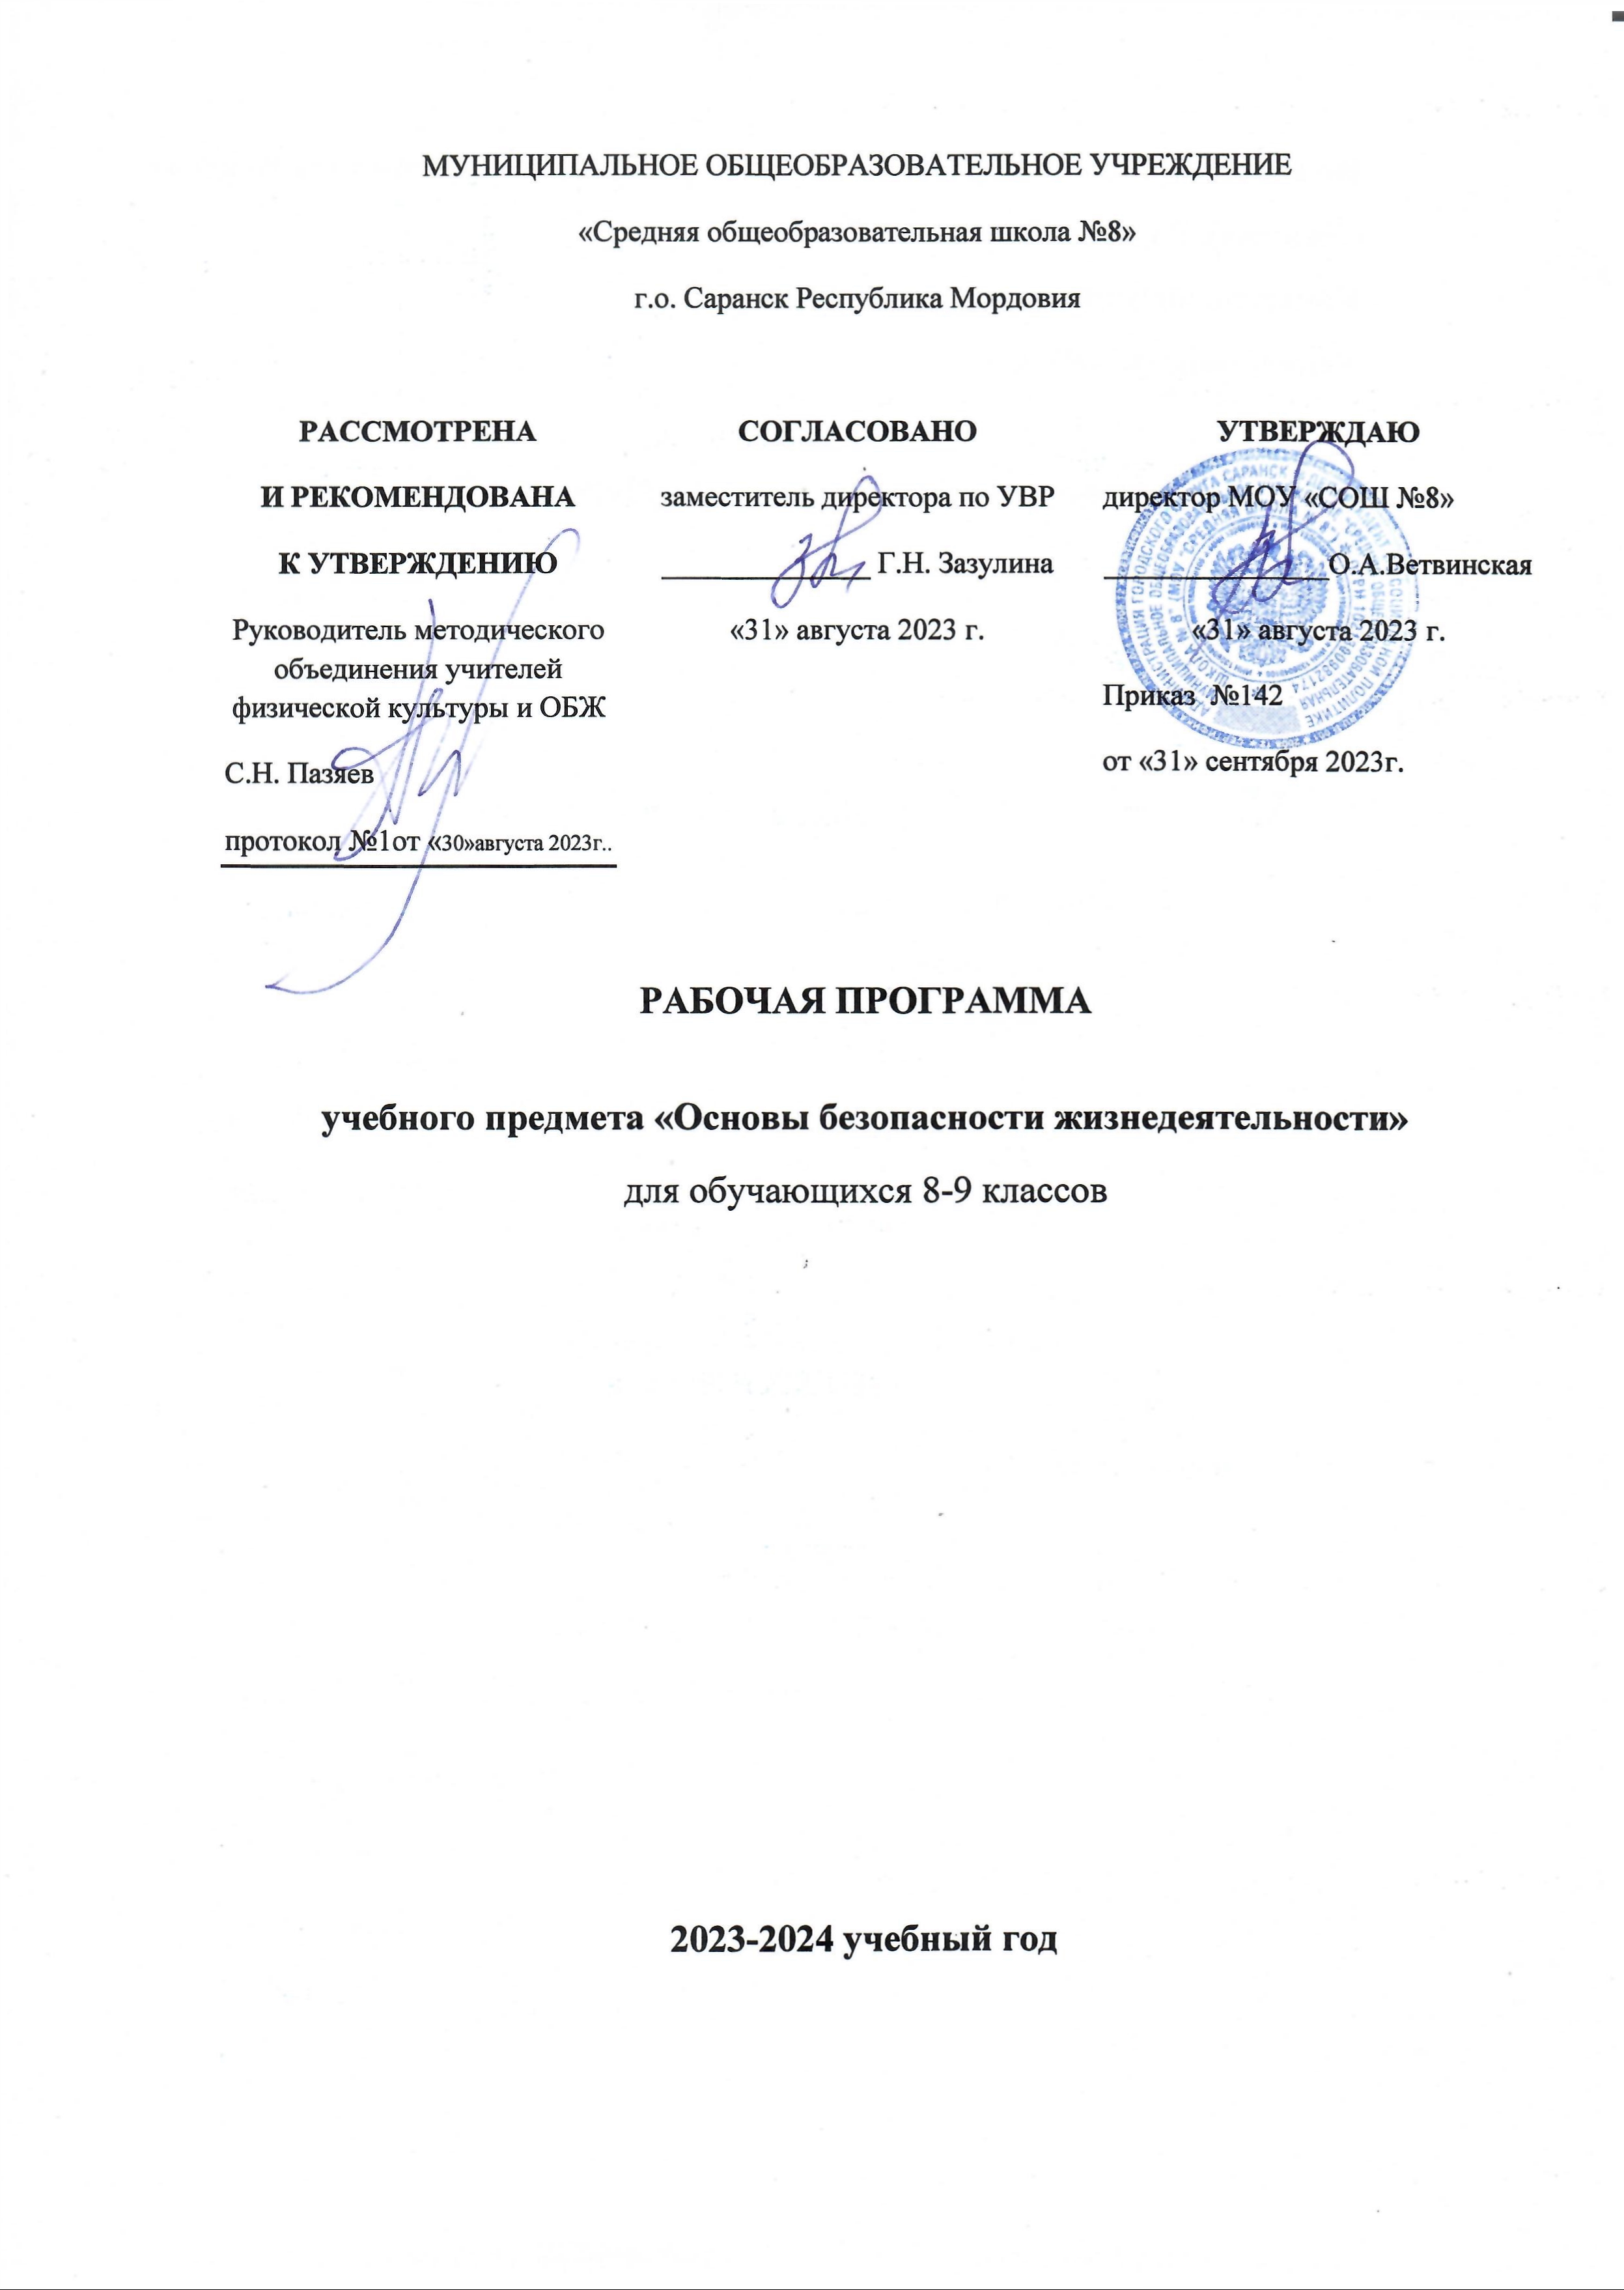 МУНИЦИПАЛЬНОЕ ОБЩЕОБРАЗОВАТЕЛЬНОЕ УЧРЕЖДЕНИЕ
«Средняя общеобразовательная школа №8»
г.о. Саранск Республика Мордовия
РАССМОТРЕНА
И РЕКОМЕНДОВАНА
К УТВЕРЖДЕНИЮ
Руководитель методического
объединения учителей
физической культуры и ОБЖ
С.Н. Пазяев
протокол №1от «30»августа 2023г..
СОГЛАСОВАНО
заместитель директора по УВР
Г.Н. Зазулина
«31» августа 2023 г.
УТВЕРЖДАЮ
директор МОУ «СОШ №8»
О.А.Ветвинская
«31» августа 2023 г.
Приказ №142
от «31» сентября 2023г.
РАБОЧАЯ ПРОГРАММА
учебного предмета «Основы безопасности жизнедеятельности»
для обучающихся 8-9 классов
2023-2024 учебный год